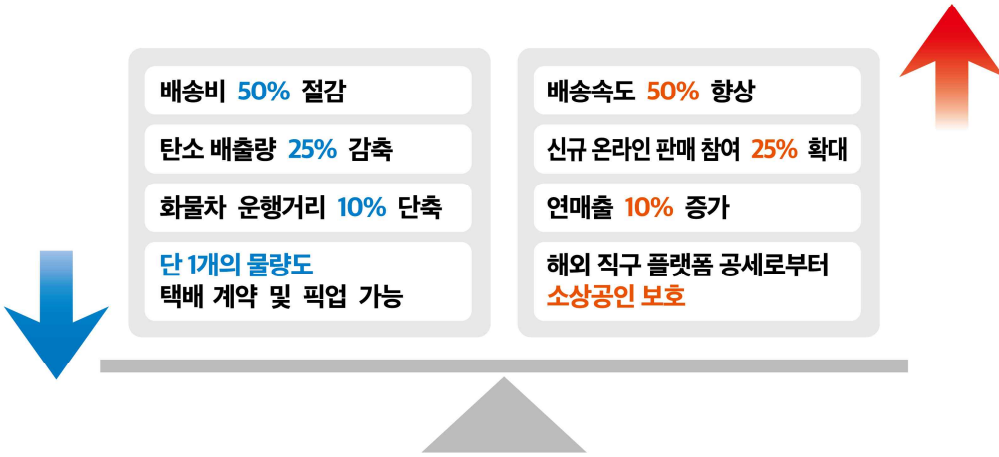 배송비 50% 절감
탄소 배출량 25% 감축
화물차 운행거리 10% 단축
단 1개의 물량도
택배 계약 및 픽업 가능
배송속도 50% 향상
신규 온라인 판매 참여 25% 확대
연매출 10% 증가
해외 직구 플랫폼 공세로부터
소상공인 보호